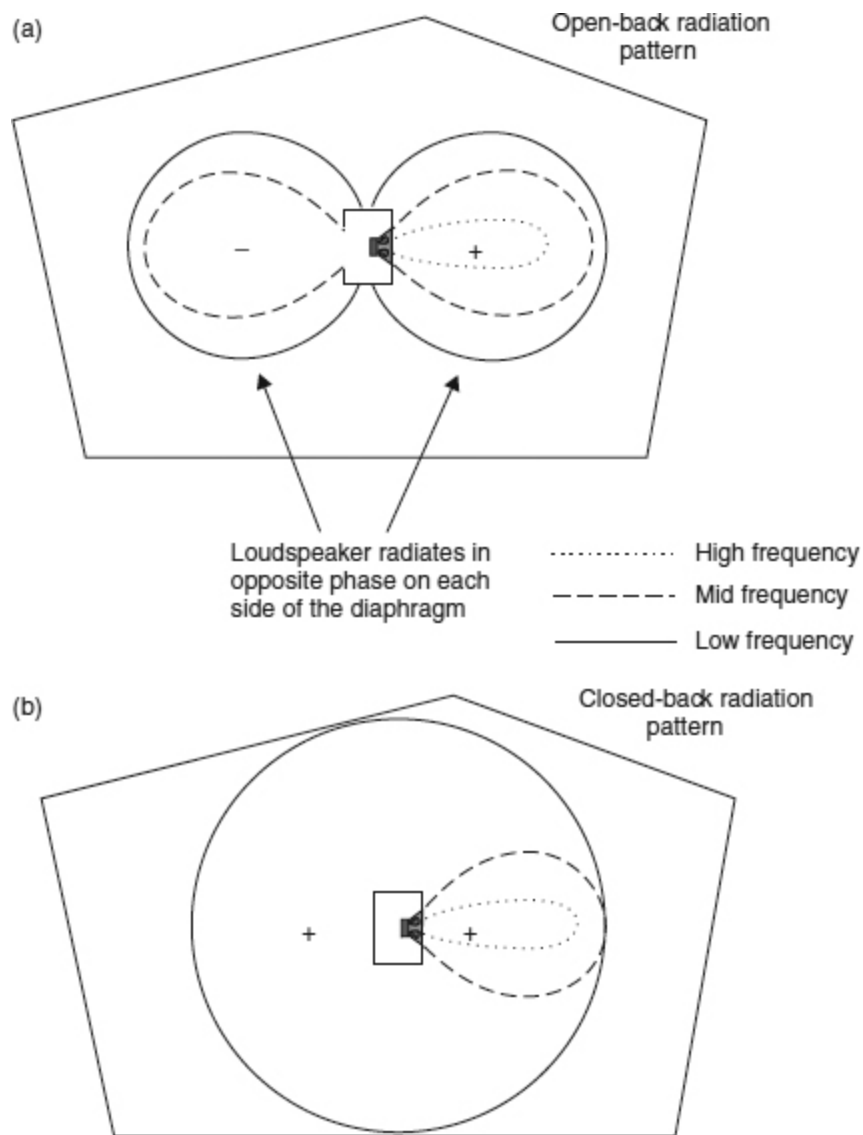 (a)
Open-back radiation
pattern
–
+
Loudspeaker radiates in
opposite phase on each
side of the diaphragm
High frequency
Mid frequency
Low frequency
(b)
Closed-back radiation
pattern
+
+